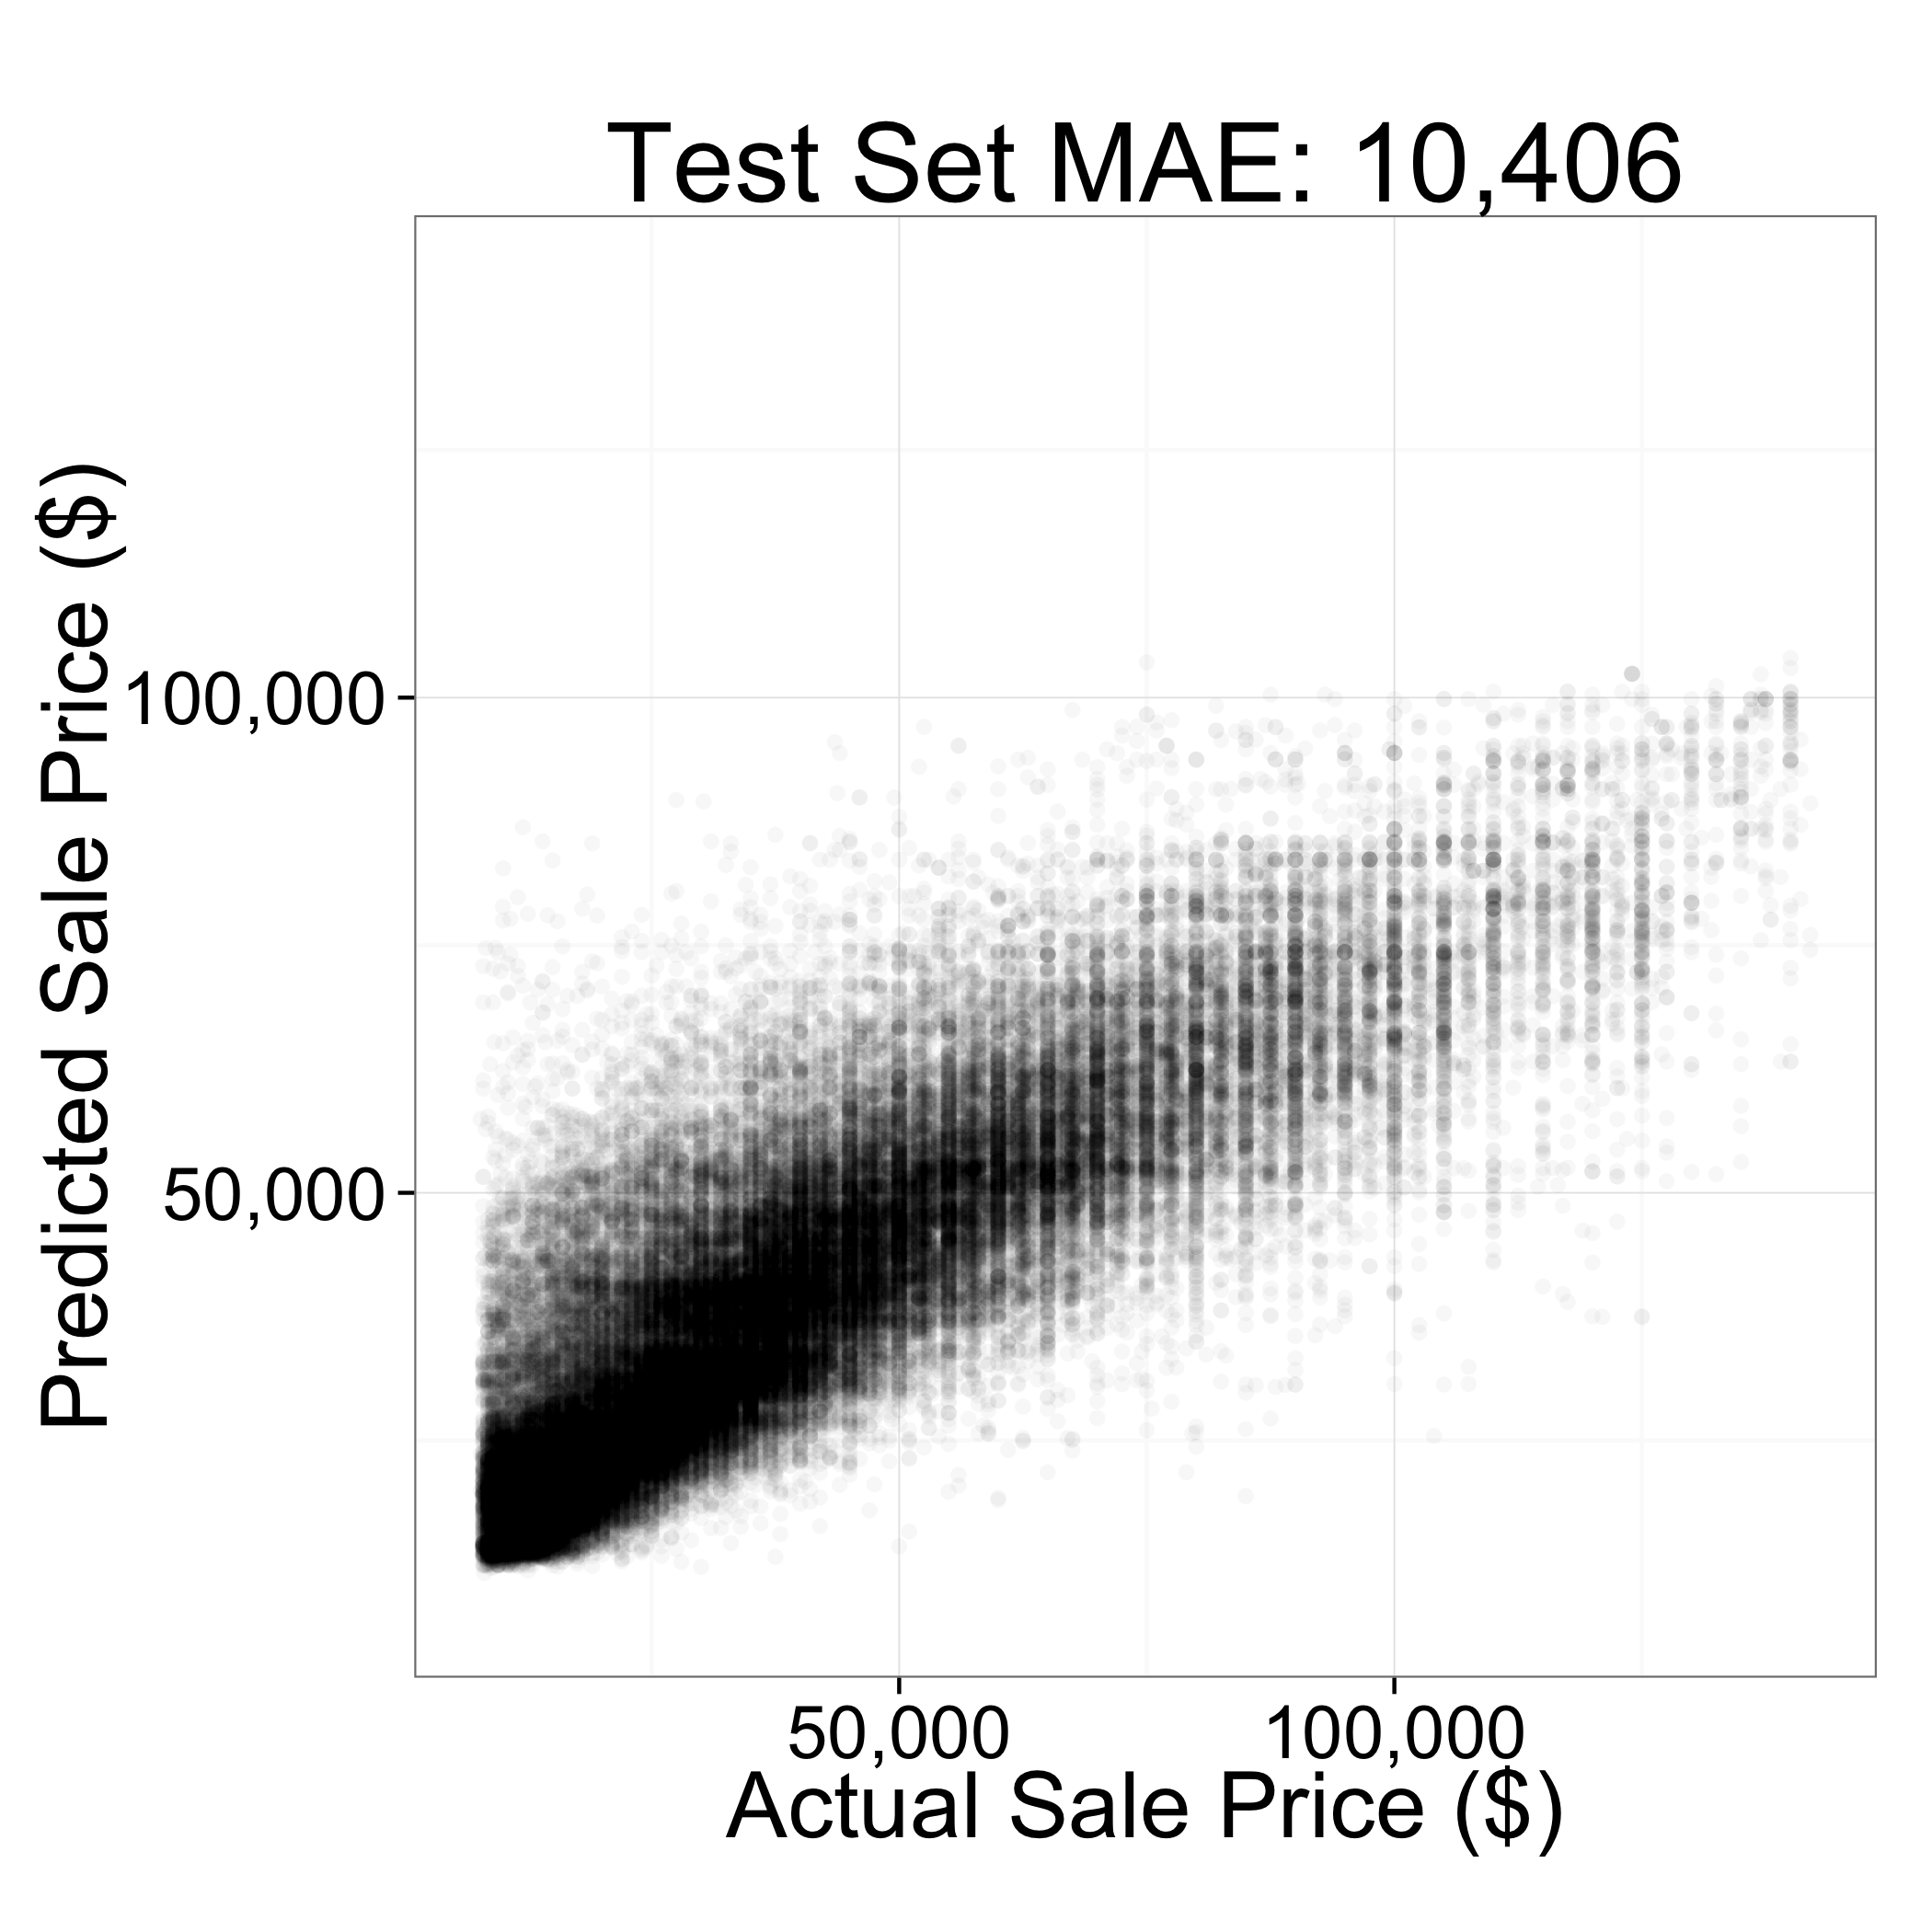 Test Set MAE: 10,406
Predicted Sale Price ($)
100,000
50,000
50,000
100,000
Actual Sale Price ($)